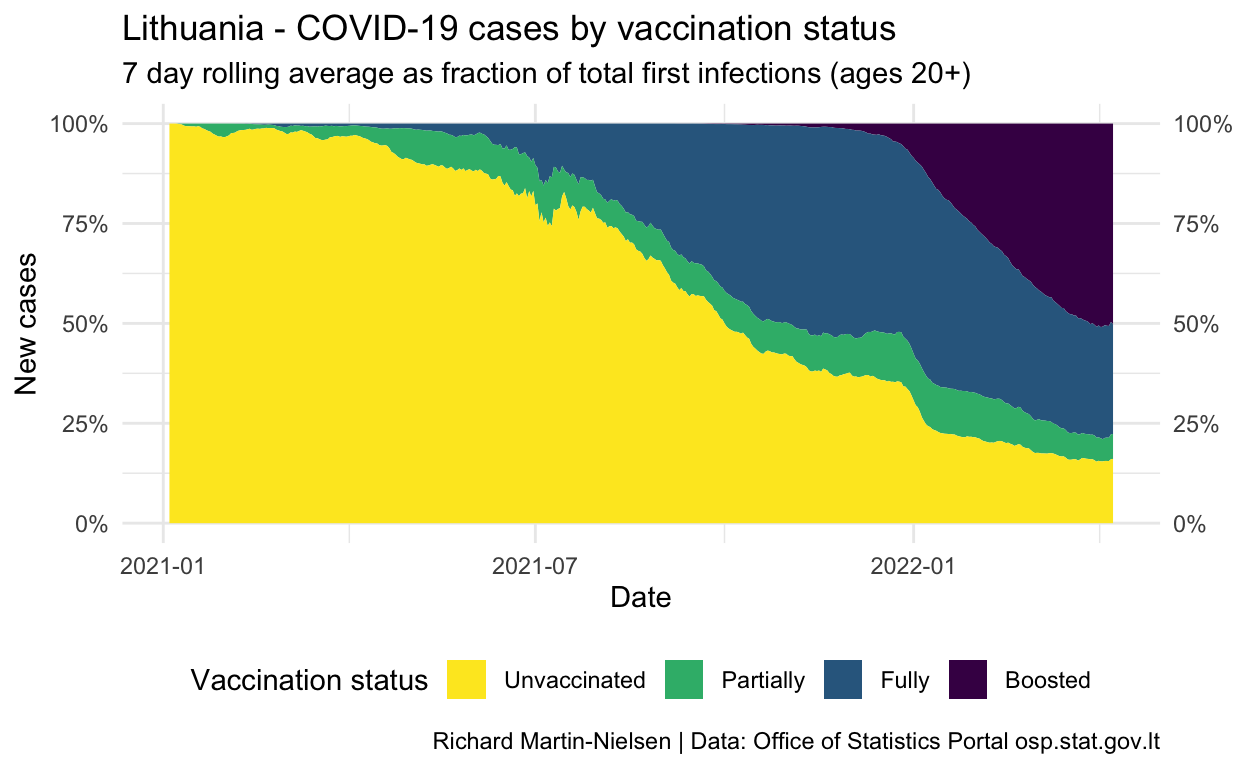 Lithuania - COVID-19 cases by vaccination status
7 day rolling average as fraction of total first infections (ages 20+)
New cases
100%
75%
50%
25%
0%
100%
75%
50%
25%
0%
2021-01
2021-07
2022-01
Date
Vaccination status
Unvaccinated
Partially
Fully
Boosted
Richard Martin-Nielsen | Data: Office of Statistics Portal osp.stat.gov.lt